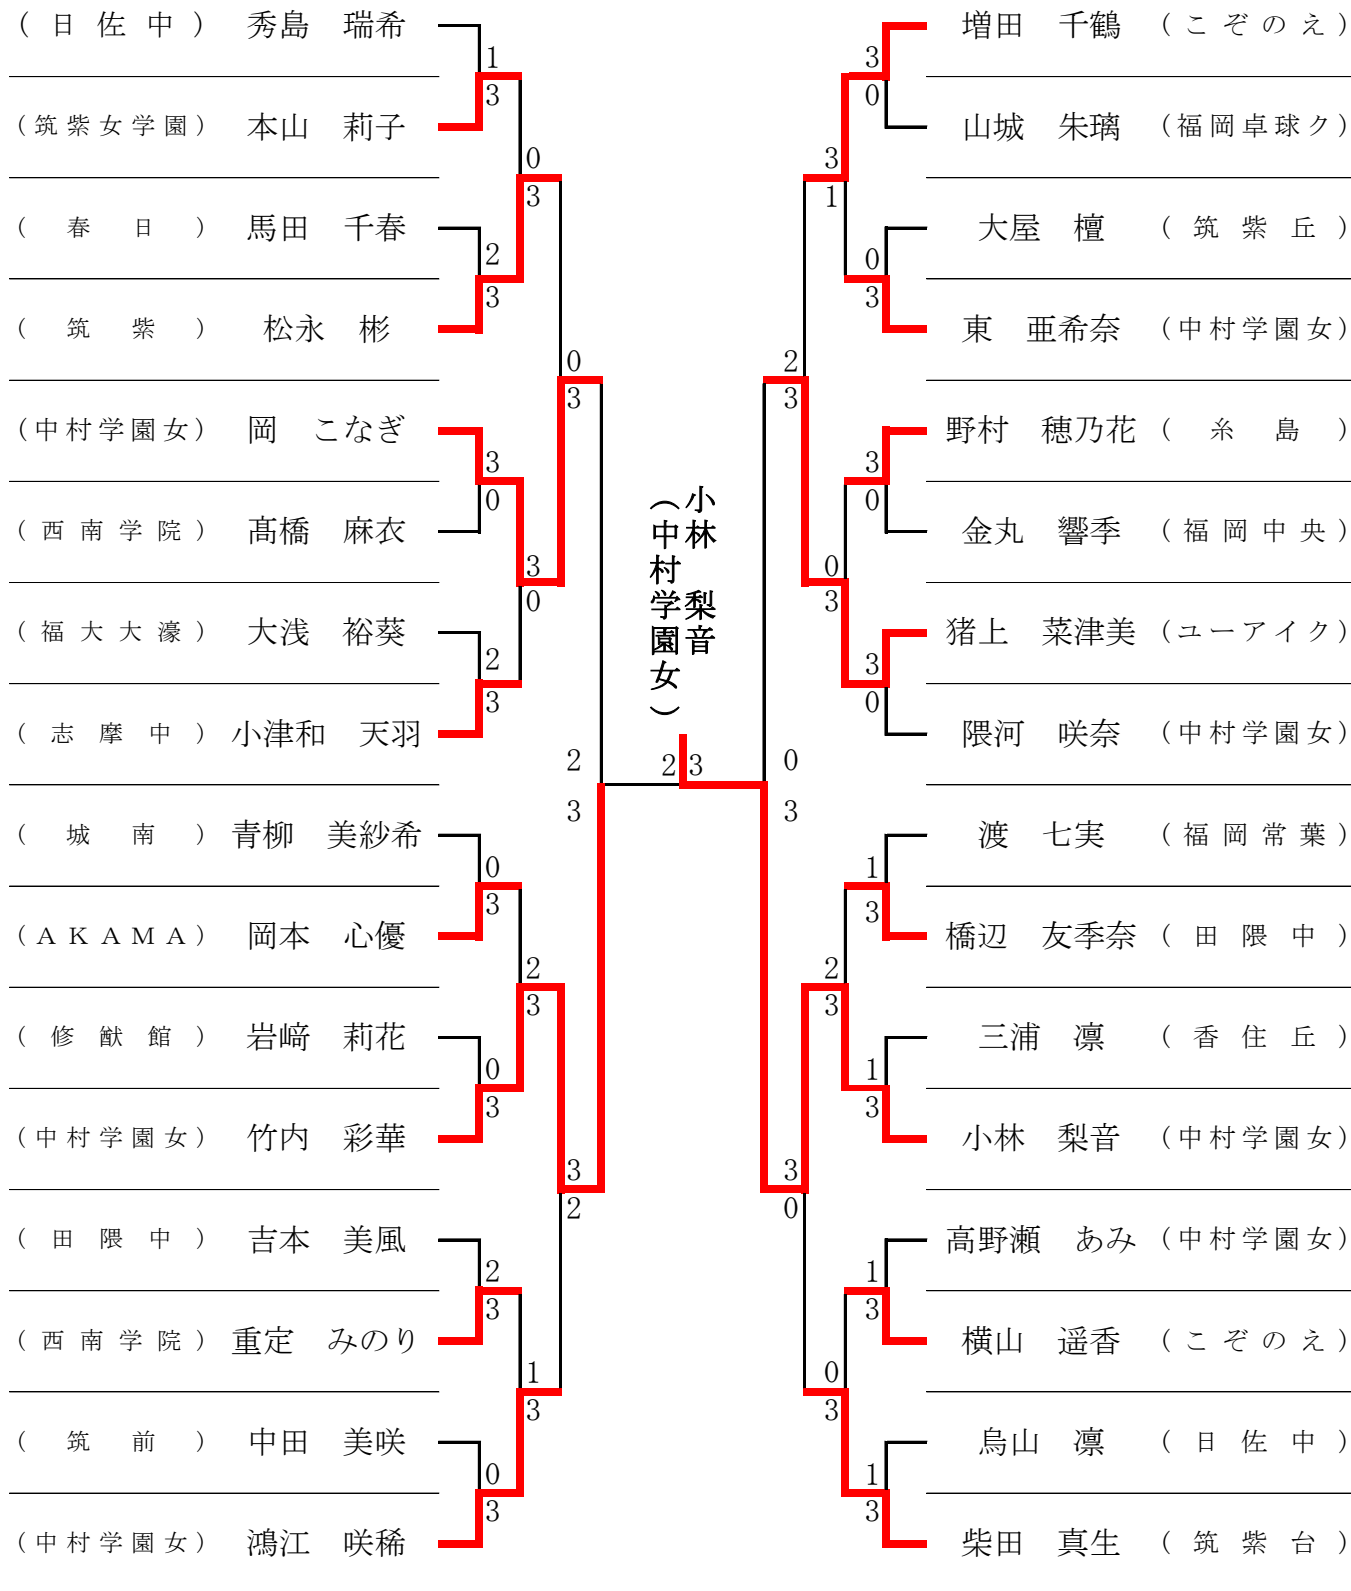 (日佐中) 秀島 瑞希
1
3
(筑紫女学園) 本山 莉子
0
3
(春日) 馬田 千春
2
3
(筑紫) 松永 彬
0
3
(中村学園女) 岡 こなぎ
3
0
(西南学院) 髙橋 麻衣
3
0
(福大大濠) 大浅 裕葵
2
3
(志摩中) 小津和 天羽
2
3
(城南) 青柳 美紗希
0
3
(AKAMA) 岡本 心優
2
3
(修猷館) 岩﨑 莉花
0
3
(中村学園女) 竹内 彩華
3
2
(田隈中) 吉本 美風
2
3
(西南学院) 重定 みのり
1
3
(筑前) 中田 美咲
0
3
(中村学園女) 鴻江 咲稀
小林 梨音
(中村学園女)
2 3
増田 千鶴 (こぞのえ)
3
0
山城 朱璃 (福岡卓球ク)
3
1
大屋 檀 (筑紫丘)
0
3
東 亜希奈 (中村学園女)
2
3
野村 穂乃花 (糸島)
3
0
金丸 響季 (福岡中央)
0
3
猪上 菜津美 (ユーアイク)
3
0
隈河 咲奈 (中村学園女)
0
3
渡 七実 (福岡常葉)
1
3
橋辺 友季奈 (田隈中)
2
3
三浦 凛 (香住丘)
1
3
小林 梨音 (中村学園女)
3
0
高野瀬 あみ (中村学園女)
1
3
横山 遥香 (こぞのえ)
0
3
烏山 凛 (日佐中)
1
3
柴田 真生 (筑紫台)